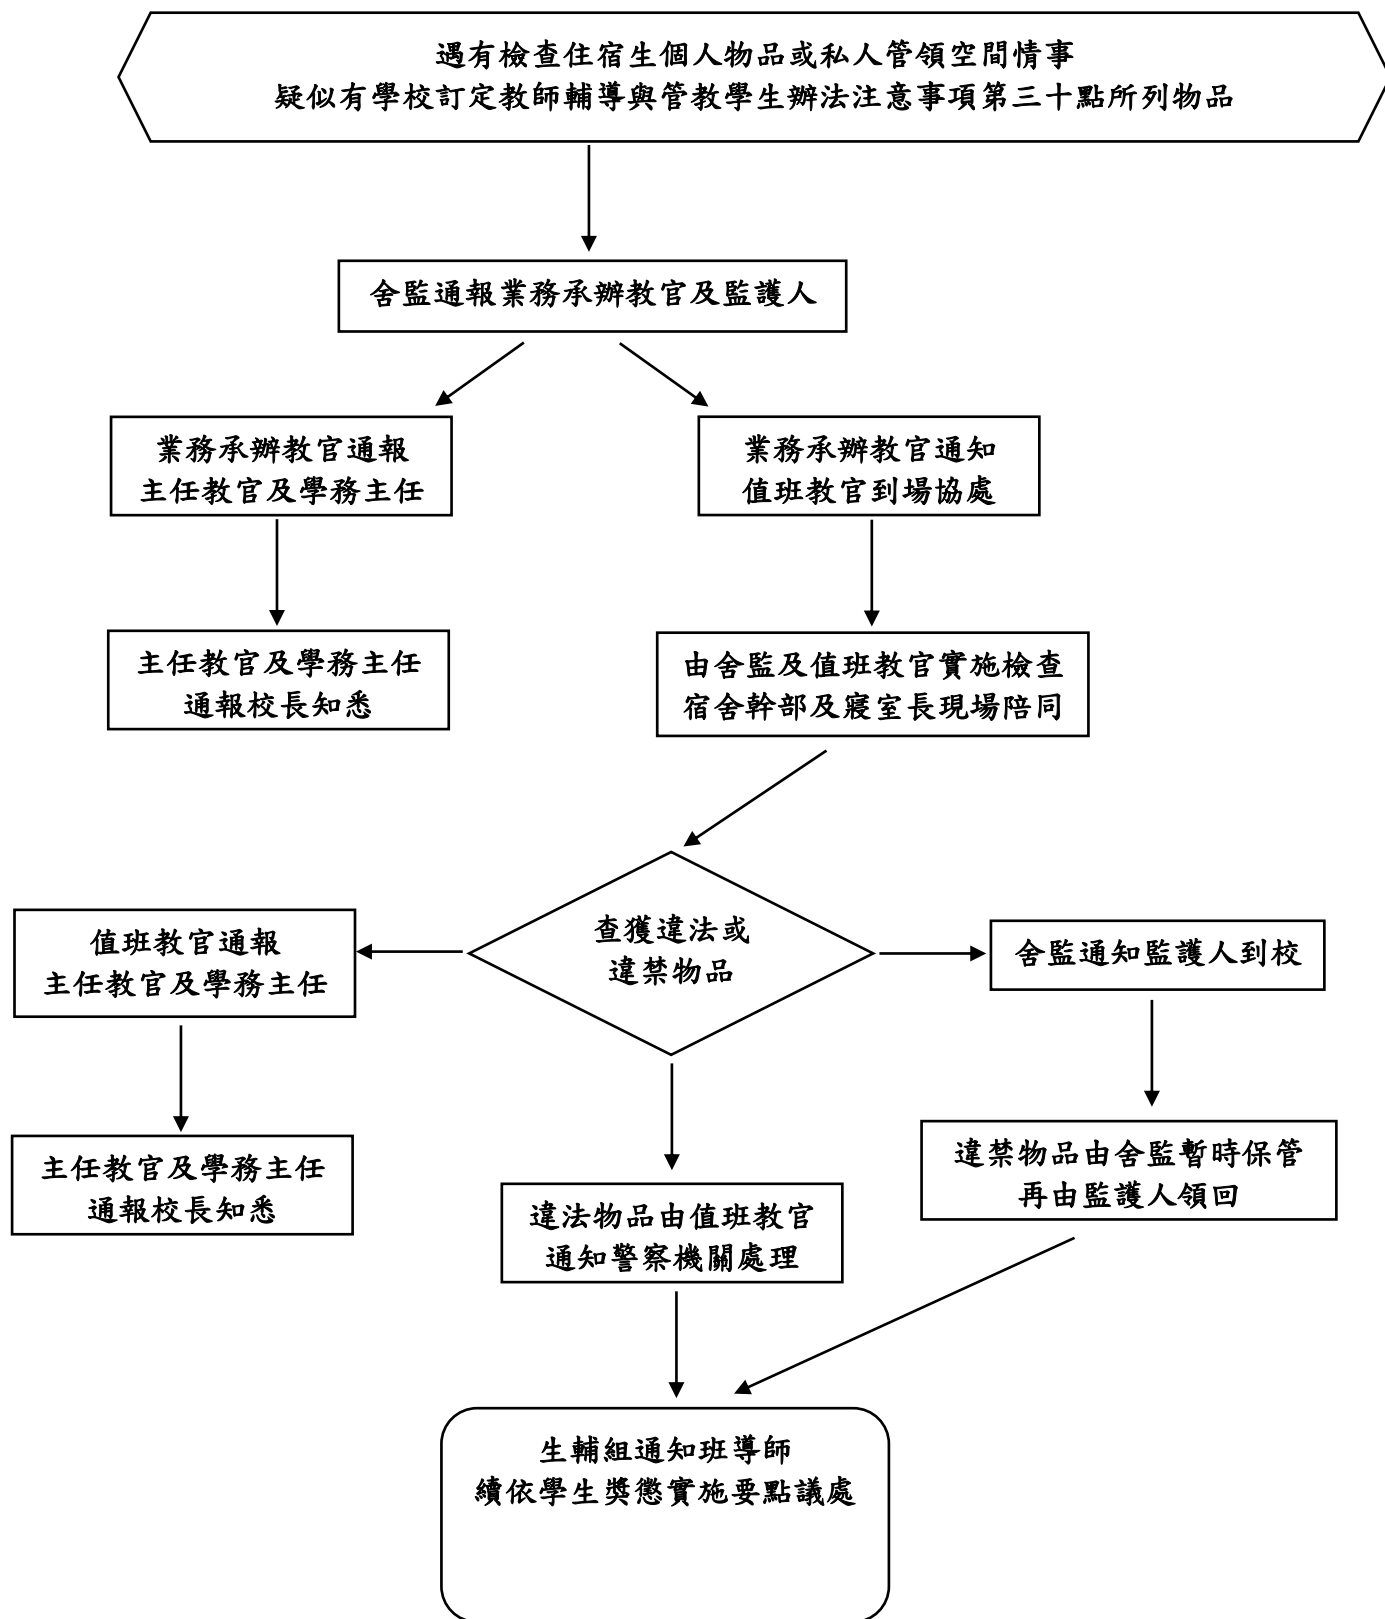 遇有檢查住宿生個人物品或私人管領空間情事
疑似有學校訂定教師輔導與管教學生辦法注意事項第三十點所列物品
舍監通報業務承辦教官及監護人
業務承辦教官通報
主任教官及學務主任
業務承辦教官通知
值班教官到場協處
主任教官及學務主任
通報校長知悉
由舍監及值班教官實施檢查
宿舍幹部及寢室長現場陪同
查獲違法或
違禁物品
值班教官通報
主任教官及學務主任
舍監通知監護人到校
主任教官及學務主任
通報校長知悉
違法物品由值班教官
通知警察機關處理
違禁物品由舍監暫時保管
再由監護人領回
生輔組通知班導師
續依學生獎懲實施要點議處